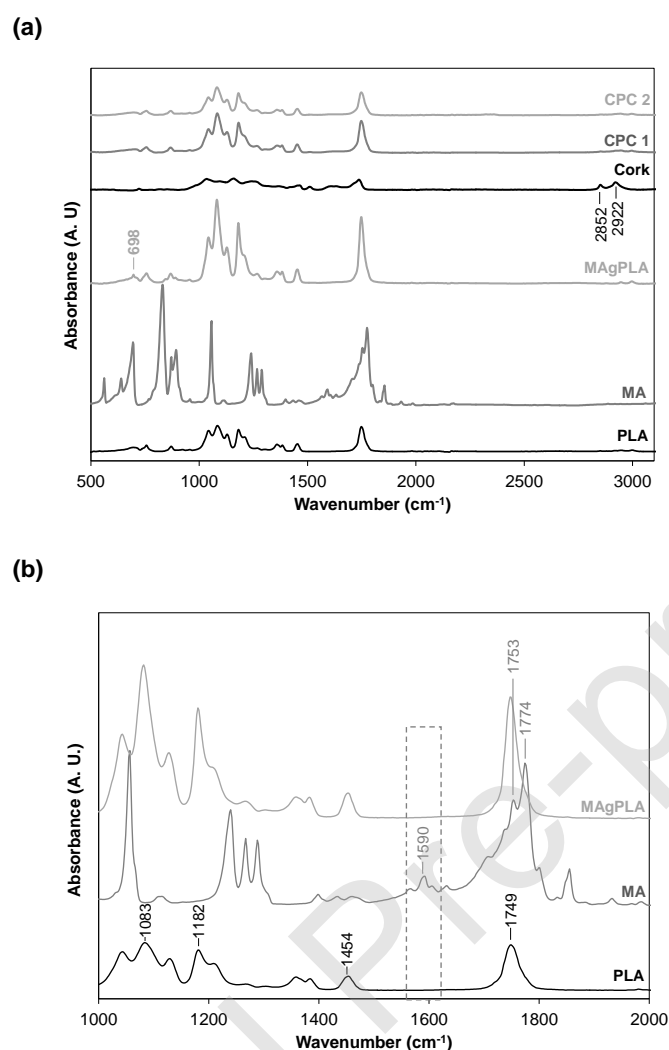 (a)
CPC 2
CPC 1
Cork
2852
2922
698
MAgPLA
MA
PLA
Absorbance (A. U)
500 1000 1500 2000 2500 3000
Wavenumber (cm-1)
(b)
1753
1774
MAgPLA
1590
MA
1083
1182
1454
1749
PLA
Absorbance (A. U.)
1000 1200 1400 1600 1800 2000
Wavenumber (cm-1)
Pre-p